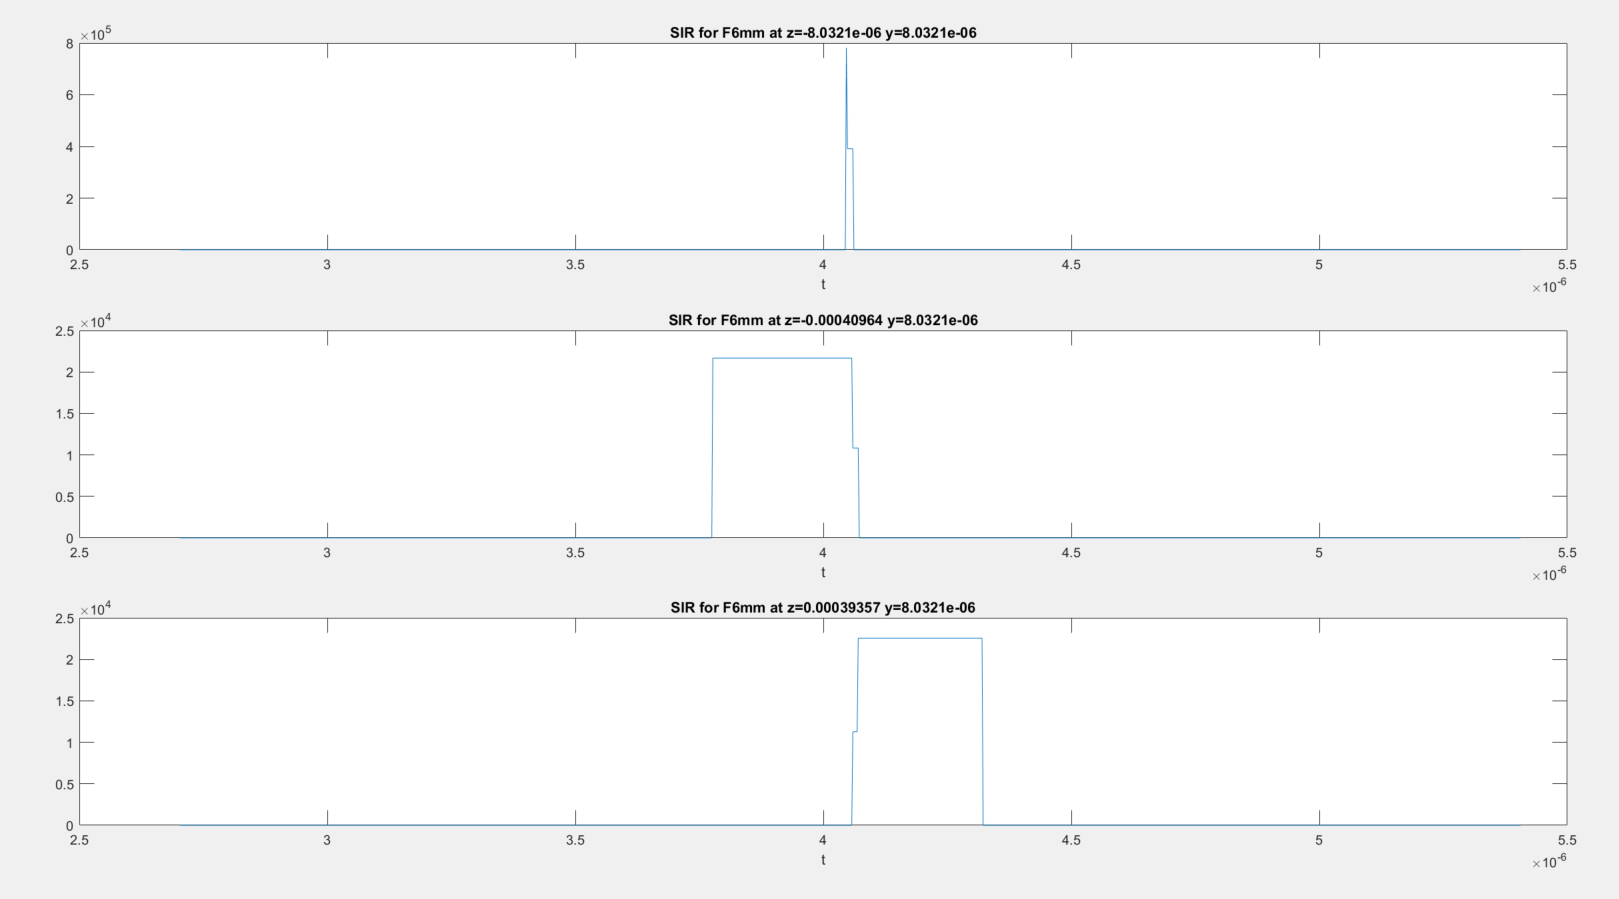 SIR for F6mm at z=-8.0321e-06 y=8.0321e-06
×10^5
8
6
4
2
0
2.5 3 3.5 4 4.5 5 5.5
t
×10^-6
SIR for F6mm at z=-0.00040964 y=8.0321e-06
×10^4
2.5
2
1.5
1
0.5
0
2.5 3 3.5 4 4.5 5 5.5
t
×10^-6
SIR for F6mm at z=0.00039357 y=8.0321e-06
×10^4
2.5
2
1.5
1
0.5
0
2.5 3 3.5 4 4.5 5 5.5
t
×10^-6